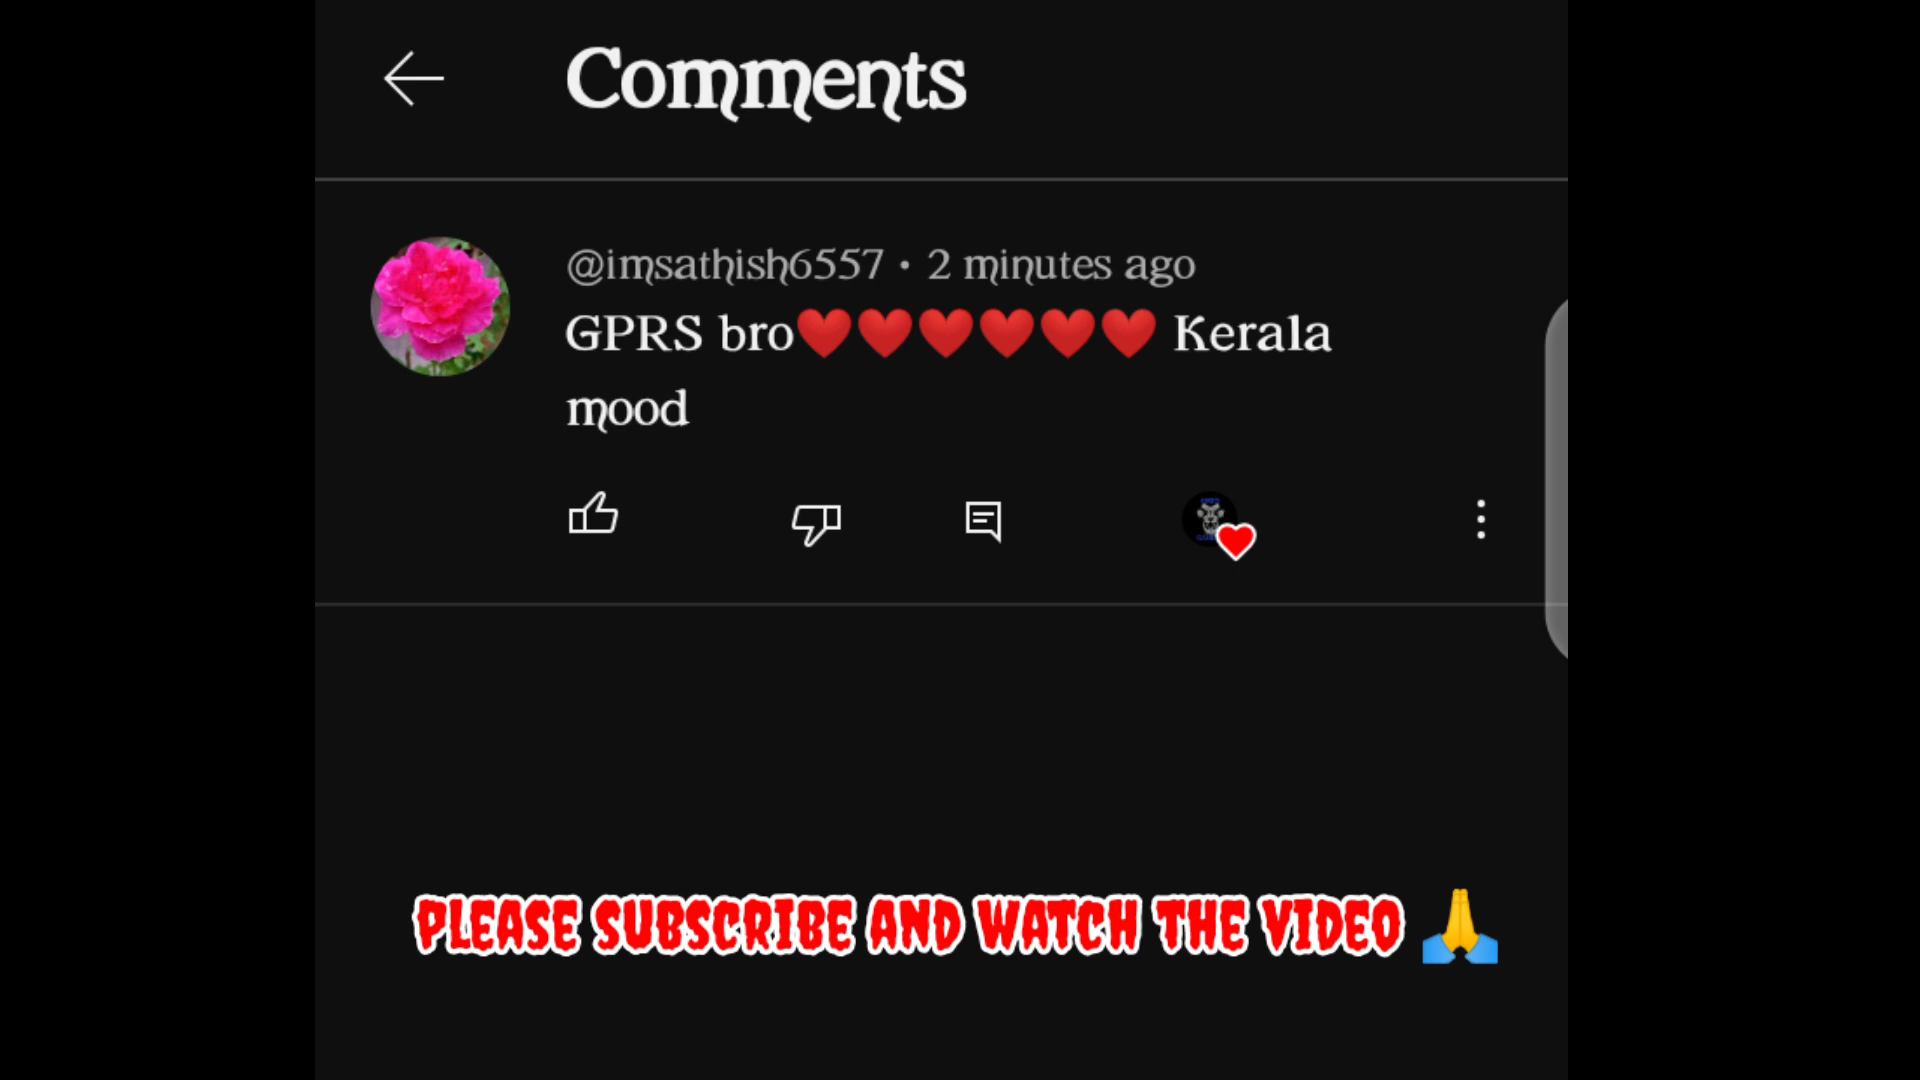 Comments
@imsathish6557 • 2 minutes ago
GPRS bro❤️❤️❤️❤️❤️❤️ Kerala
mood
PLEASE SUBSCRIBE AND WATCH THE VIDEO 🙏